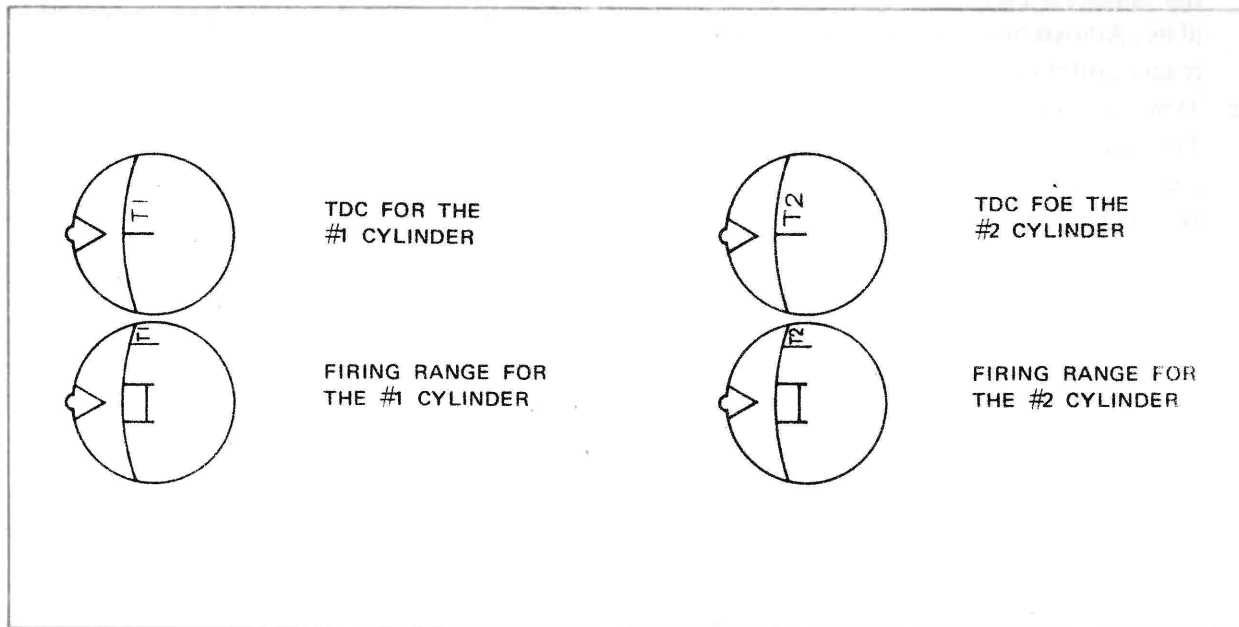 T1
TDC FOR THE
#1 CYLINDER
T2
TDC FOE THE
#2 CYLINDER
T1
FIRING RANGE FOR
THE #1 CYLINDER
T2
FIRING RANGE FOR
THE #2 CYLINDER